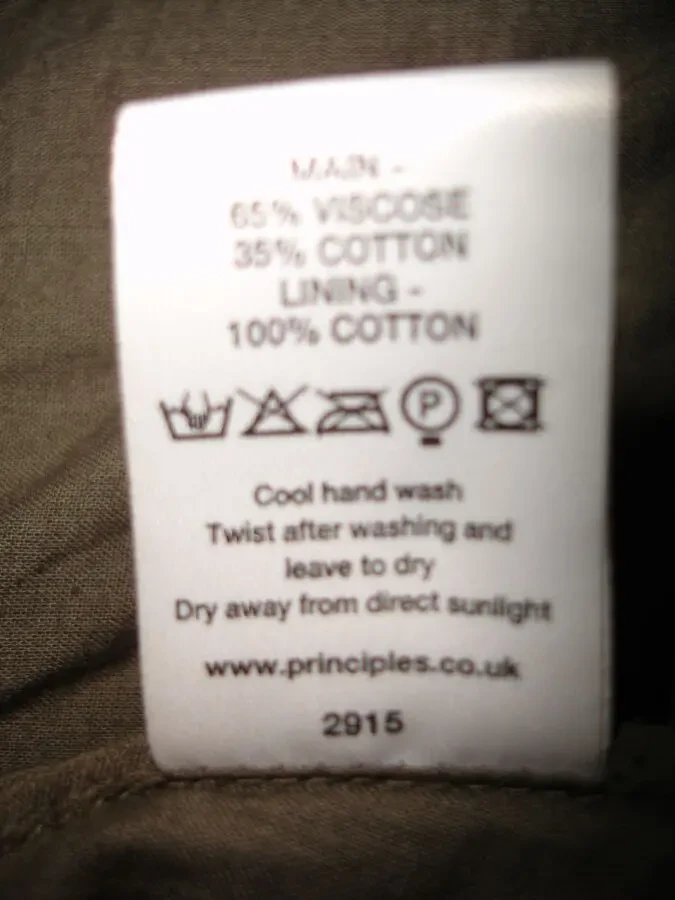 MAIN -
65% VISCOSE
35% COTTON
LINING -
100% COTTON
P
Cool hand wash
Twist after washing and
leave to dry
Dry away from direct sunlight
www.principles.co.uk
2915